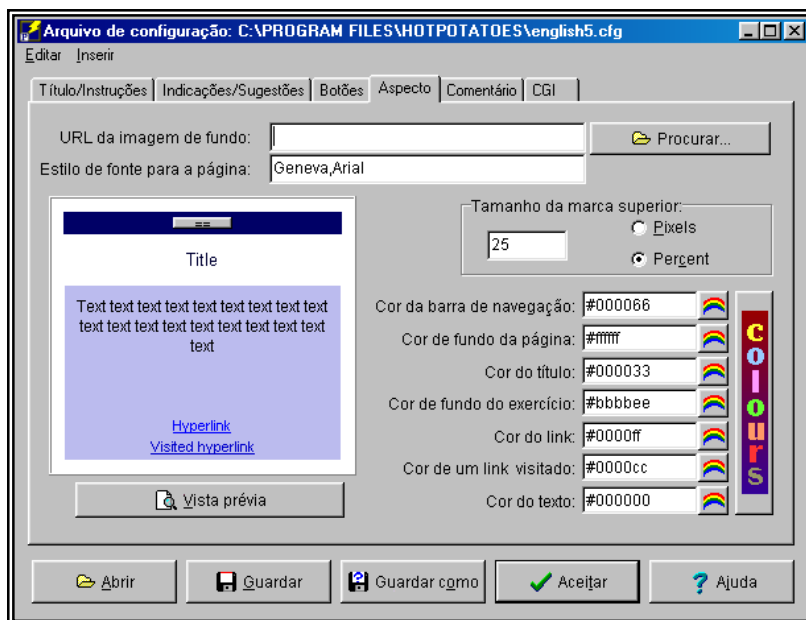 Arquivo de configuração: C:\PROGRAM FILES\HOTPOTATOES\english5.cfg
Editar Inserir
Título/Instruções Indicações/Sugestões Botões Aspecto Comentário CGI
URL da imagem de fundo: Procurar...
Estilo de fonte para a página: Geneva,Arial
Tamanho da marca superior:
25
Pixels
Percent
==
Title
Text text text text text text text text text
text text text text text text text text text
text
Hyperlink
Visited hyperlink
Vista prévia
Cor da barra de navegação: #000066
Cor de fundo da página: #ffffff
Cor do título: #000033
Cor de fundo do exercício: #bbbbee
Cor do link: #0000ff
Cor de um link visitado: #0000cc
Cor do texto: #000000
colours
Abrir Guardar Guardar como Aceitar Ajuda